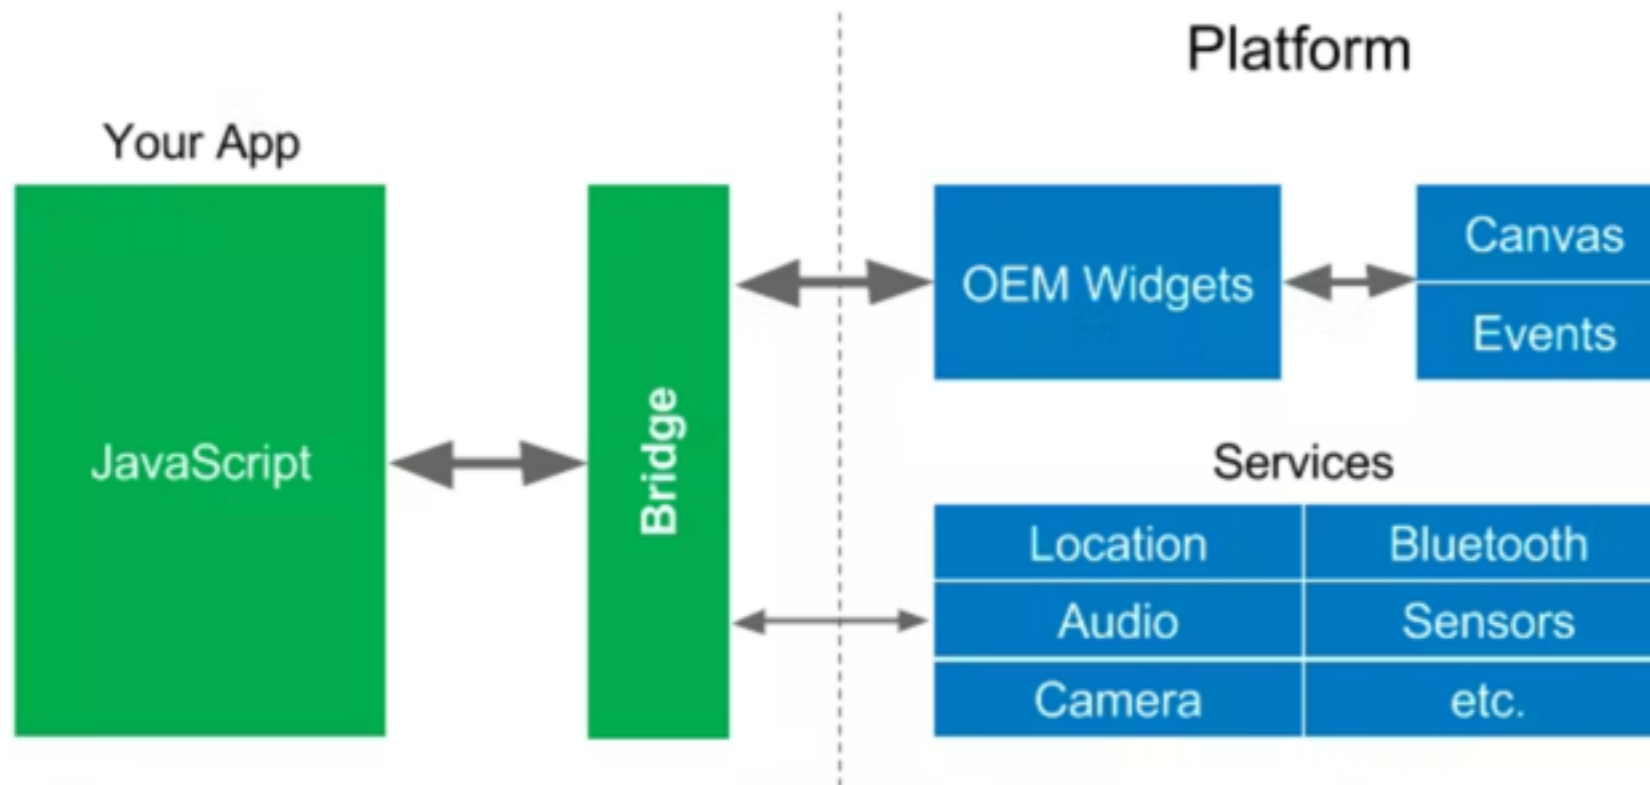 Platform
Your App
JavaScript
Bridge
OEM Widgets
Canvas
Events
Services
Location
Bluetooth
Audio
Sensors
Camera
etc.